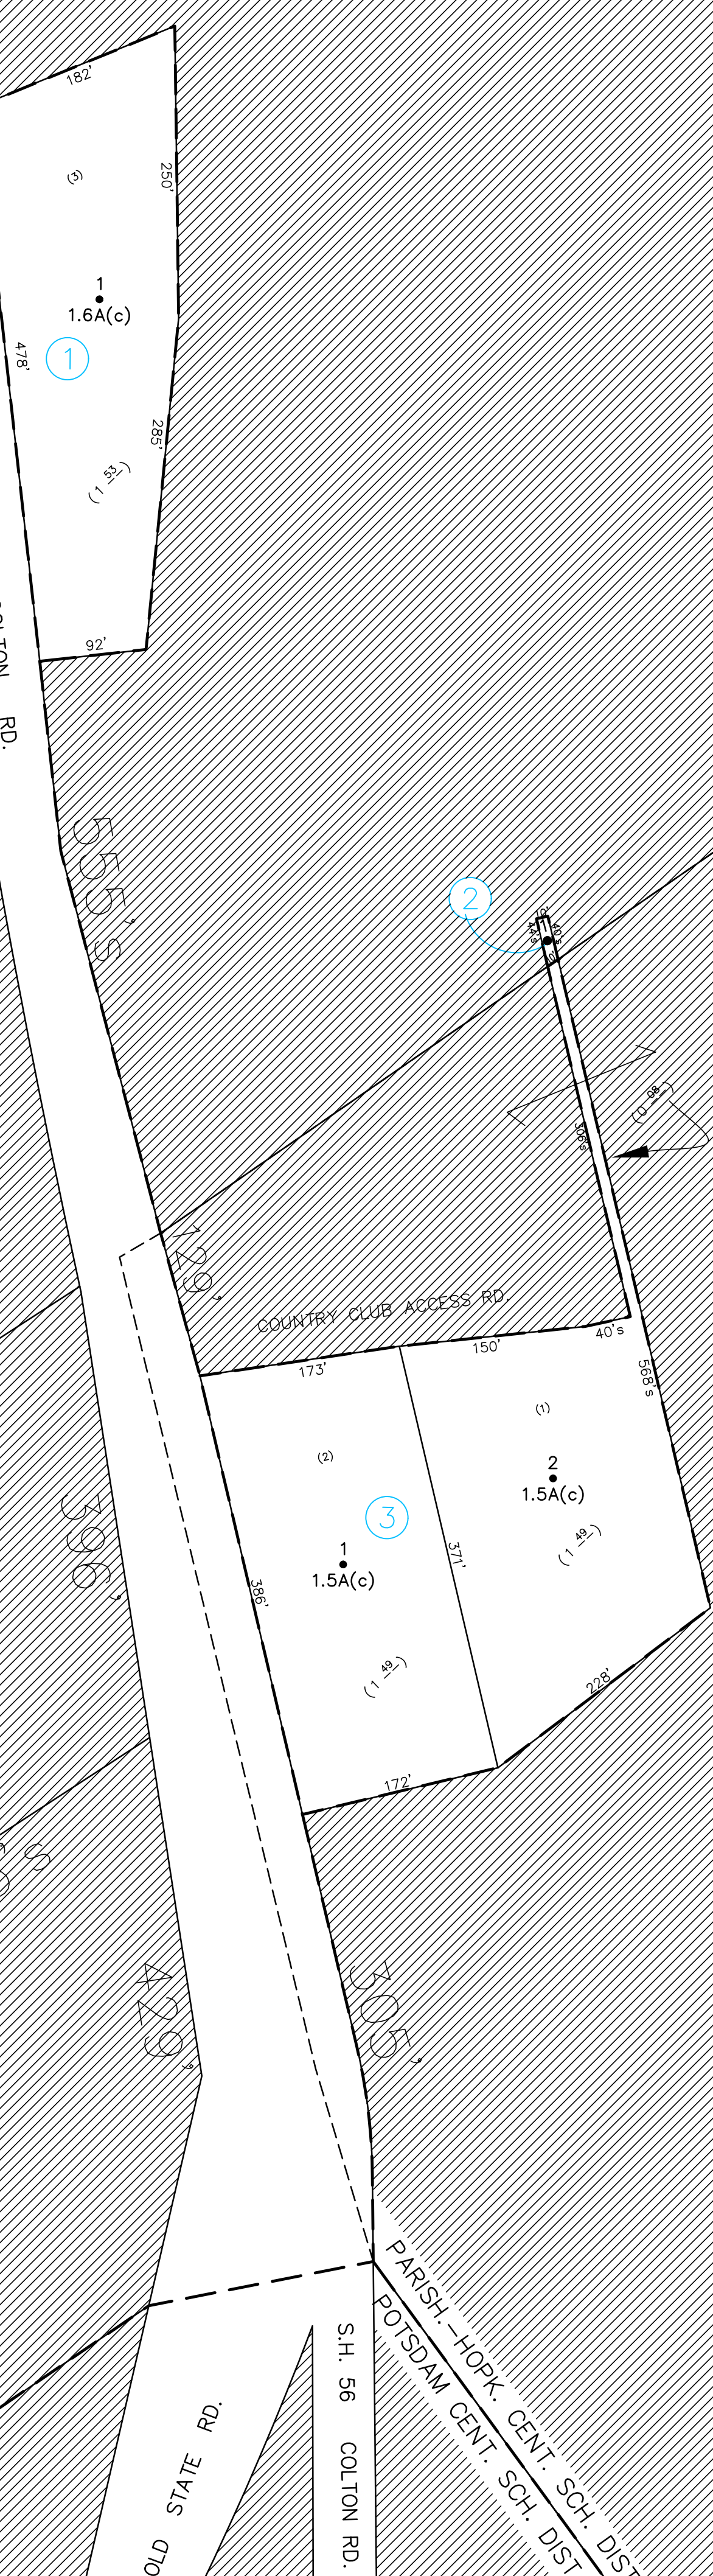 182'
(3)
250'
1
1.6A(c)
1
478'
285'
(1 53)
92'
RD.
555's
2
40's
44's
306's
(0 08)
129'
COUNTRY CLUB ACCESS RD.
40's
173'
150'
568's
(1)
(2)
2
1.5A(c)
3
(1 49)
1
1.5A(c)
371'
386'
396'
(1 49)
228'
172'
S
429'
305'
PARISH.-HOPK. CENT. SCH. DIST
POTSDAM CENT. SCH. DIST
S.H. 56 COLTON RD.
OLD STATE RD.